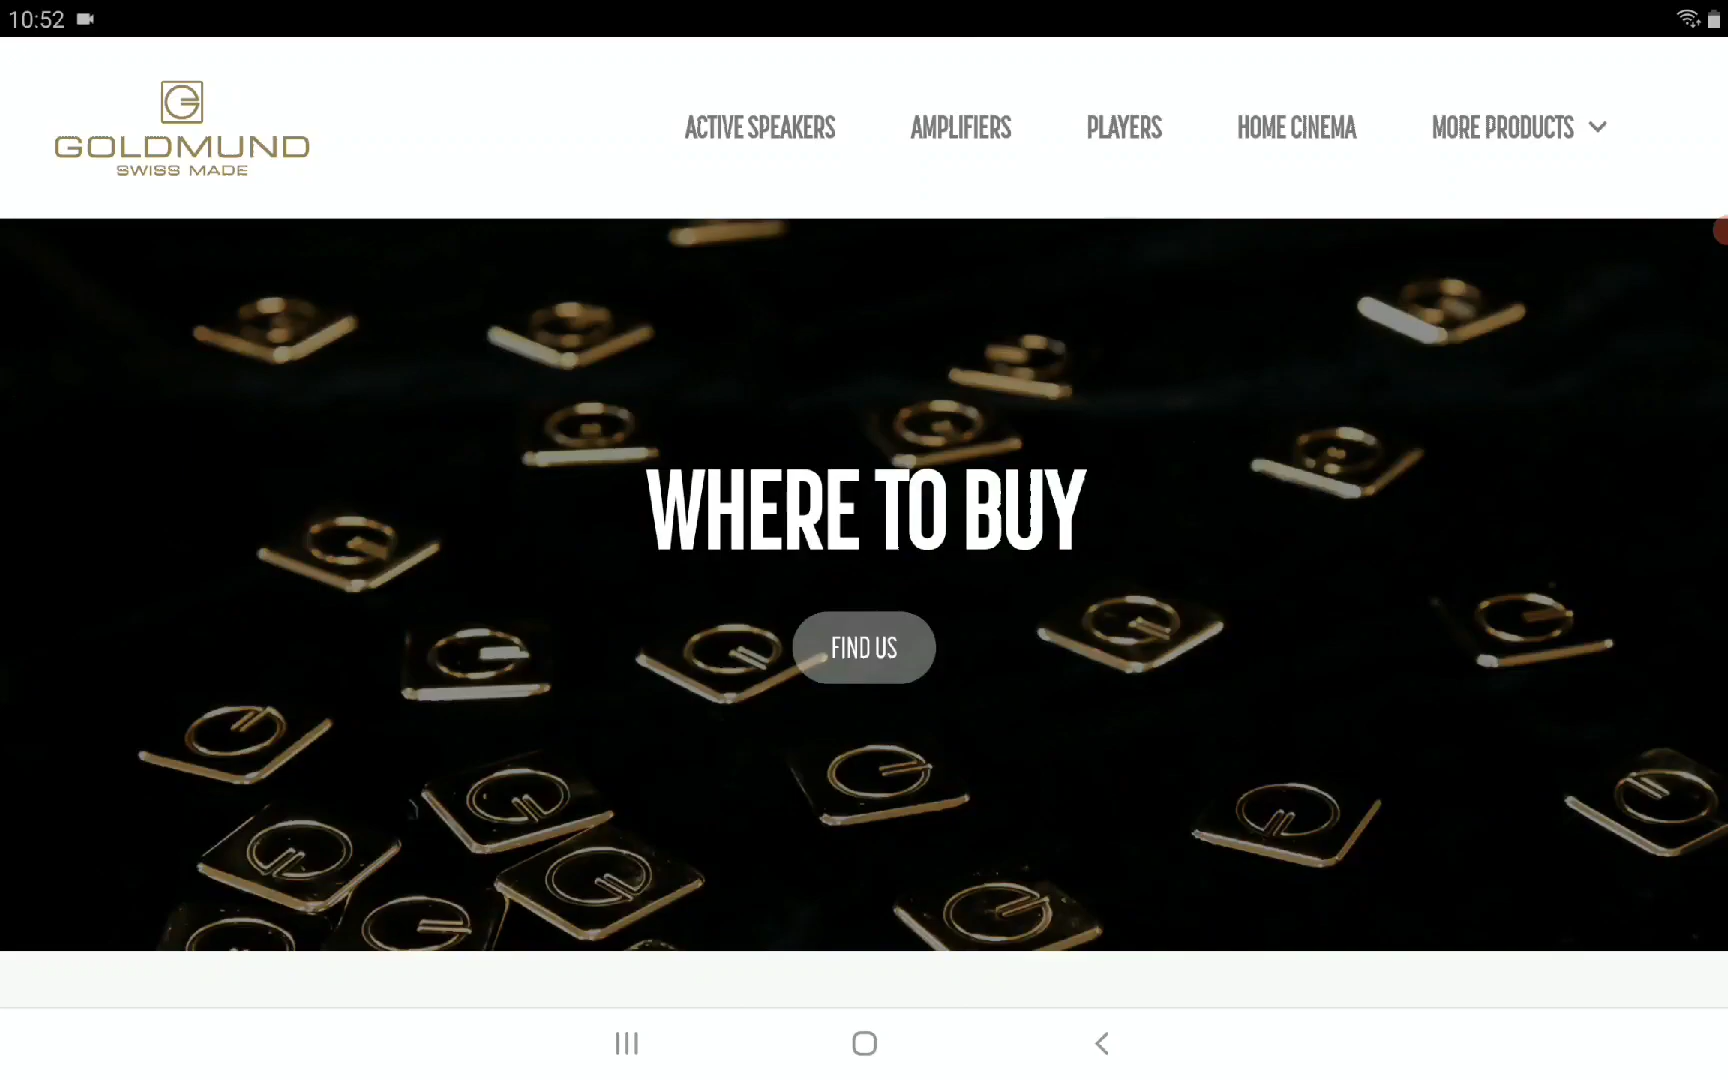 10:52
GOLDMUND
SWISS MADE
ACTIVE SPEAKERS
AMPLIFIERS
PLAYERS
HOME CINEMA
MORE PRODUCTS
WHERE TO BUY
FIND US